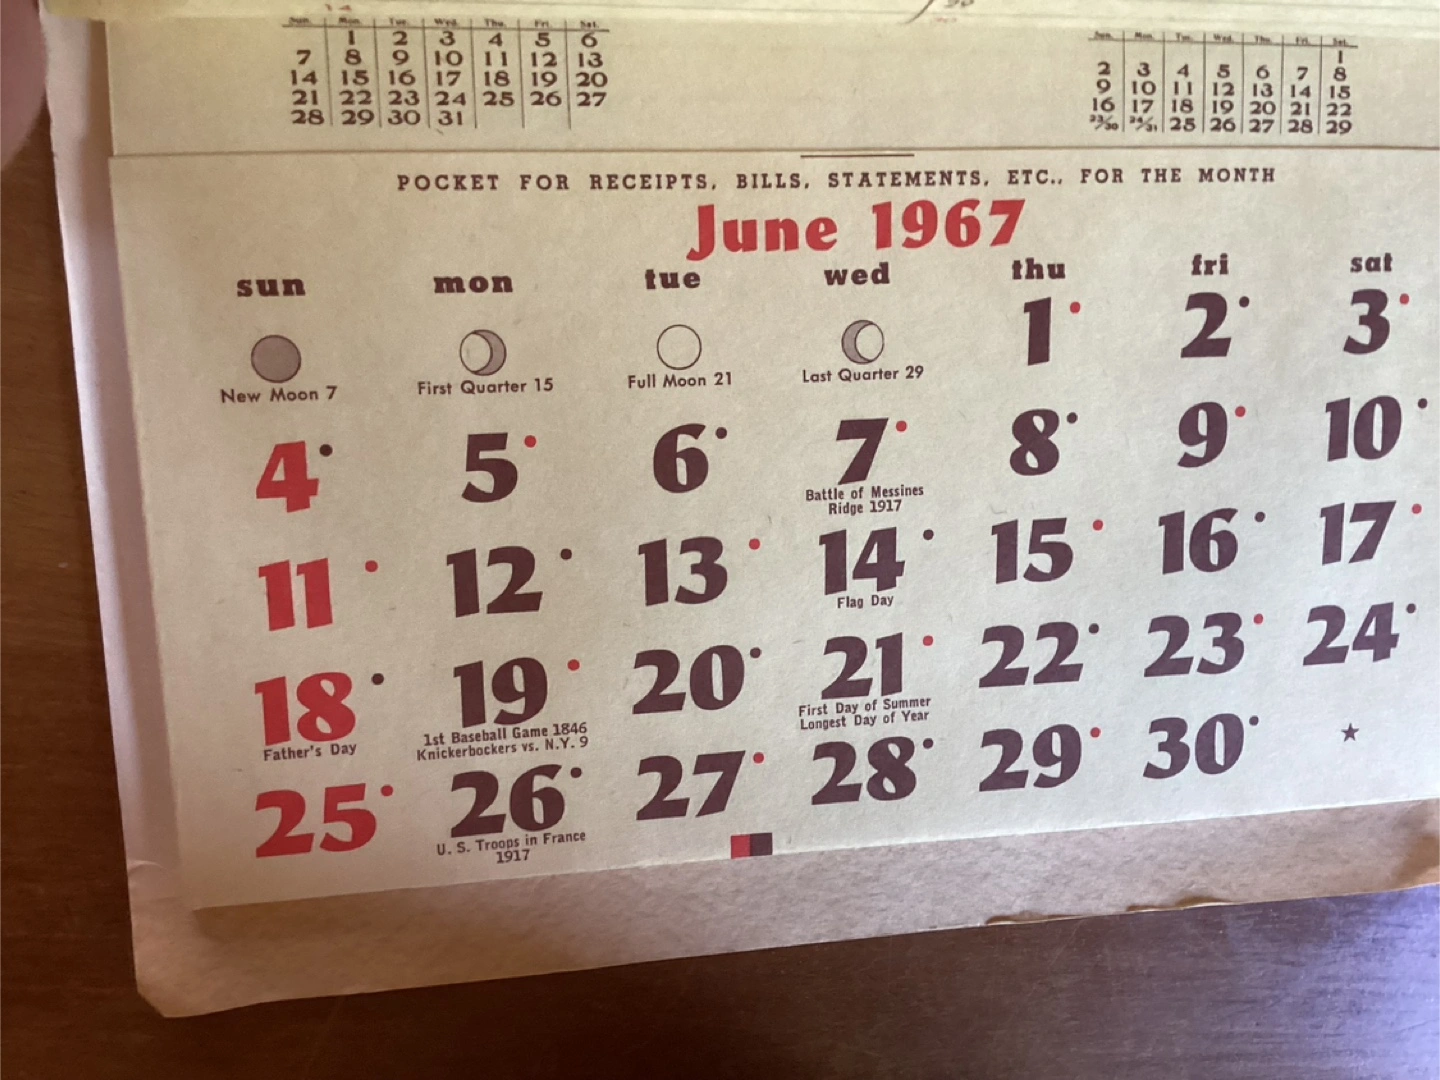 Sun. Mon. Tue. Wed. Thu. Fri. Sat.
1 2 3 4 5 6
7 8 9 10 11 12 13
14 15 16 17 18 19 20
21 22 23 24 25 26 27
28 29 30 31
Sun. Mon. Tue. Wed. Thu. Fri. Sat.
1
2 3 4 5 6 7 8
9 10 11 12 13 14 15
16 17 18 19 20 21 22
23/30 24/31 25 26 27 28 29
POCKET FOR RECEIPTS, BILLS, STATEMENTS, ETC., FOR THE MONTH
June 1967
sun mon tue wed thu fri sat
1 2 3
New Moon 7 First Quarter 15 Full Moon 21 Last Quarter 29
4 5 6 7 8 9 10
Battle of Messines
Ridge 1917
11 12 13 14 15 16 17
Flag Day
18 19 20 21 22 23 24
Father's Day 1st Baseball Game 1846 First Day of Summer
Knickerbockers vs. N.Y. 9 Longest Day of Year
25 26 27 28 29 30
U. S. Troops in France
1917